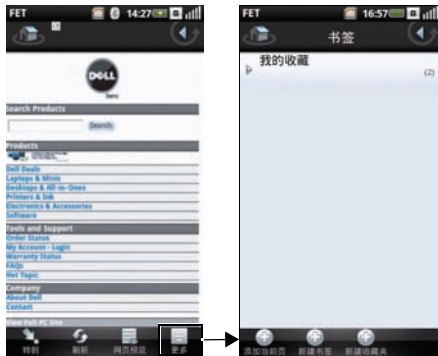 FET 14:27
DELL
Search Products
Search
Products
Dell Deals
Laptops & Minis
Desktops & All-in-Ones
Printers & Ink
Electronics & Accessories
Software
Tools and Support
Order Status
My Account - Login
Warranty Status
FAQs
Hot Topic
Company
About Dell
Contact
View Full PC Site
转到 刷新 网页预览 更多
FET 16:57
书签
我的收藏
(2)
添加当前页 新建书签 新建收藏夹